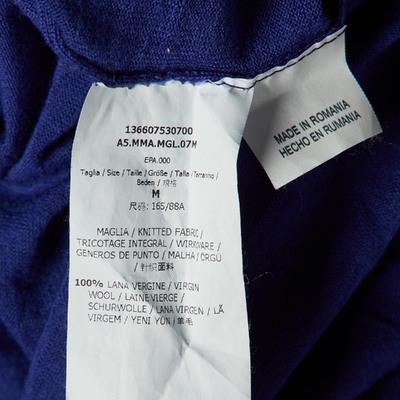 136607530700
A5.MMA.MGL.07M
EPA.000
Taglia / Size / Taille / Größe / Talla / Tamanho /
Beden / 规格
M
尺码: 165/88A
MAGLIA / KNITTED FABRIC /
TRICOTAGE INTEGRAL / WIRKWARE /
GENEROS DE PUNTO / MALHA / ÖRGÜ
/ 针织面料
100% LANA VERGINE / VIRGIN
WOOL / LAINE VIERGE /
SCHURWOLLE / LANA VIRGEN / LÃ
VIRGEM / YENI YÜN / 羊毛
MADE IN ROMANIA
HECHO EN RUMANIA